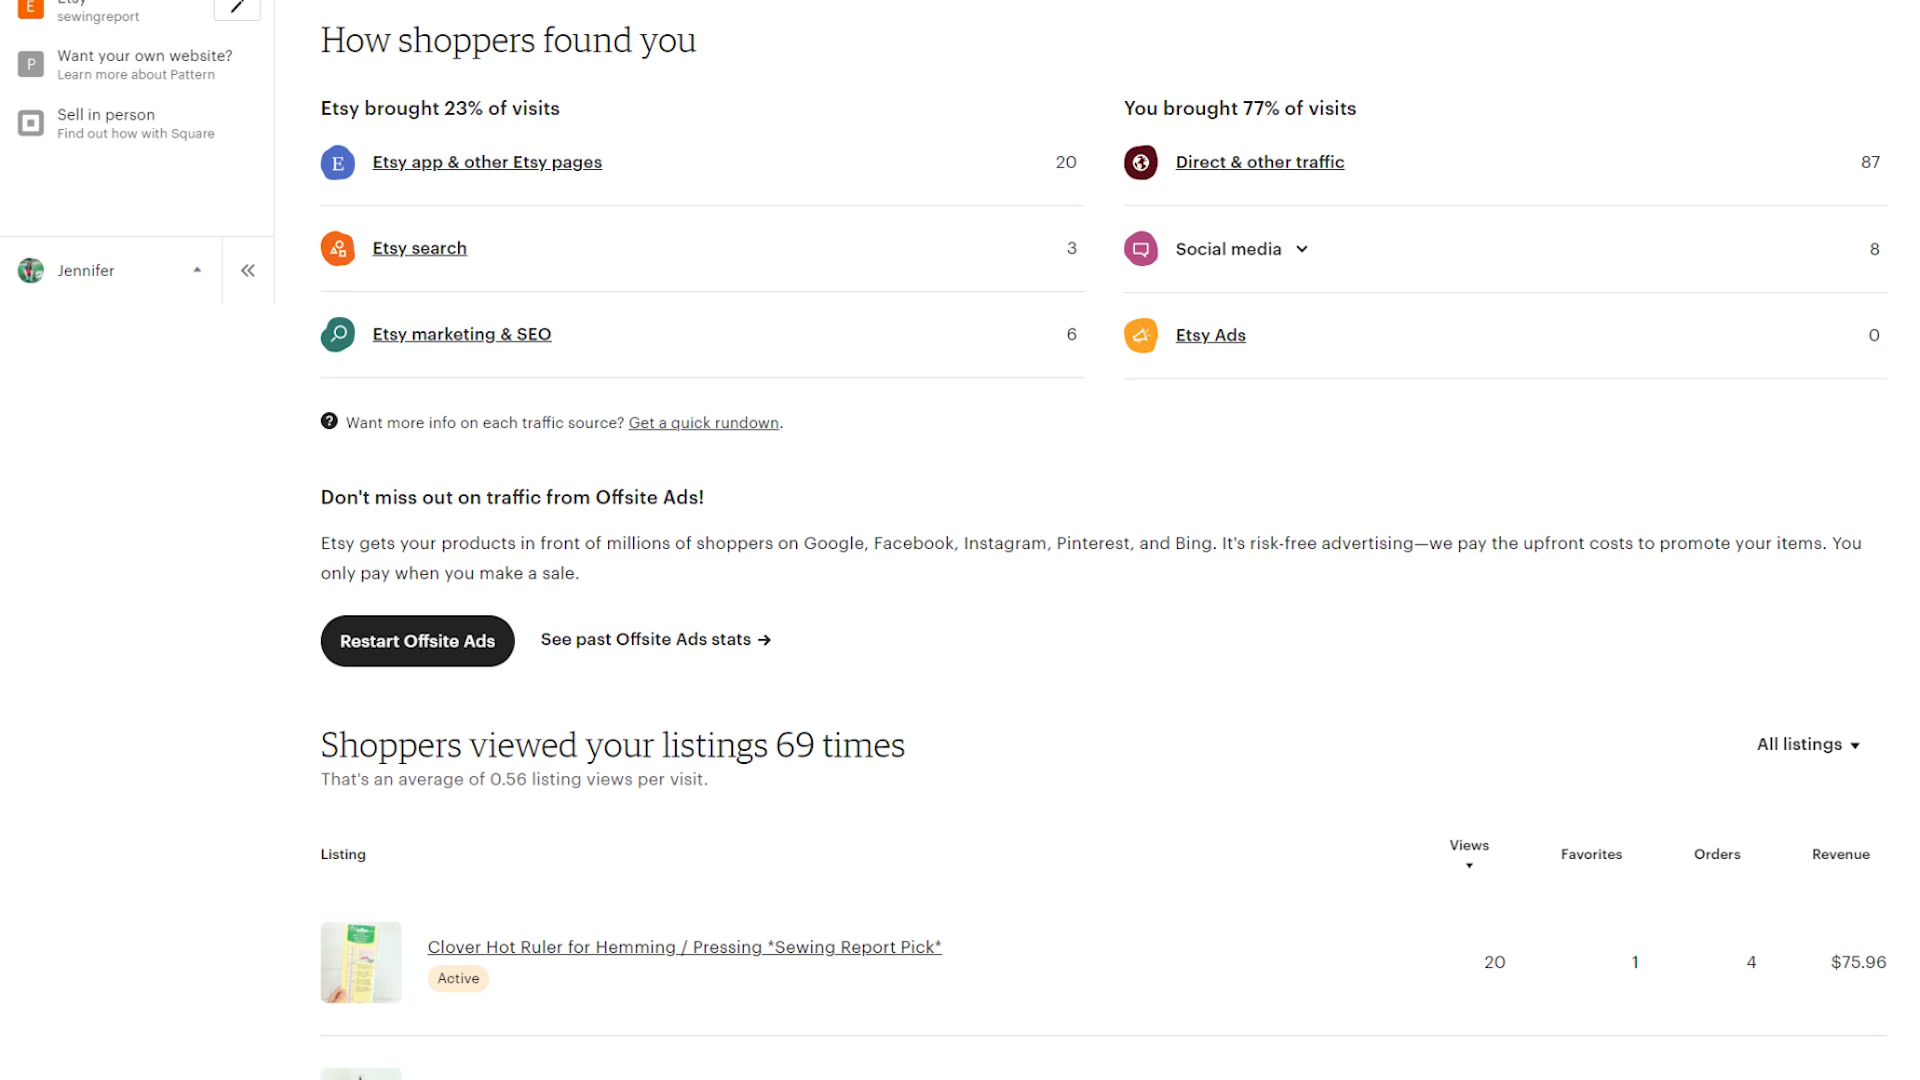 Etsy
sewingreport
Want your own website?
Learn more about Pattern
Sell in person
Find out how with Square
Jennifer
How shoppers found you
Etsy brought 23% of visits
Etsy app & other Etsy pages 20
Etsy search 3
Etsy marketing & SEO 6
You brought 77% of visits
Direct & other traffic 87
Social media 8
Etsy Ads 0
Want more info on each traffic source? Get a quick rundown.
Don't miss out on traffic from Offsite Ads!
Etsy gets your products in front of millions of shoppers on Google, Facebook, Instagram, Pinterest, and Bing. It's risk-free advertising—we pay the upfront costs to promote your items. You
only pay when you make a sale.
Restart Offsite Ads See past Offsite Ads stats →
Shoppers viewed your listings 69 times
All listings
That's an average of 0.56 listing views per visit.
Listing Views Favorites Orders Revenue
Clover Hot Ruler for Hemming / Pressing *Sewing Report Pick* 20 1 4 $75.96
Active